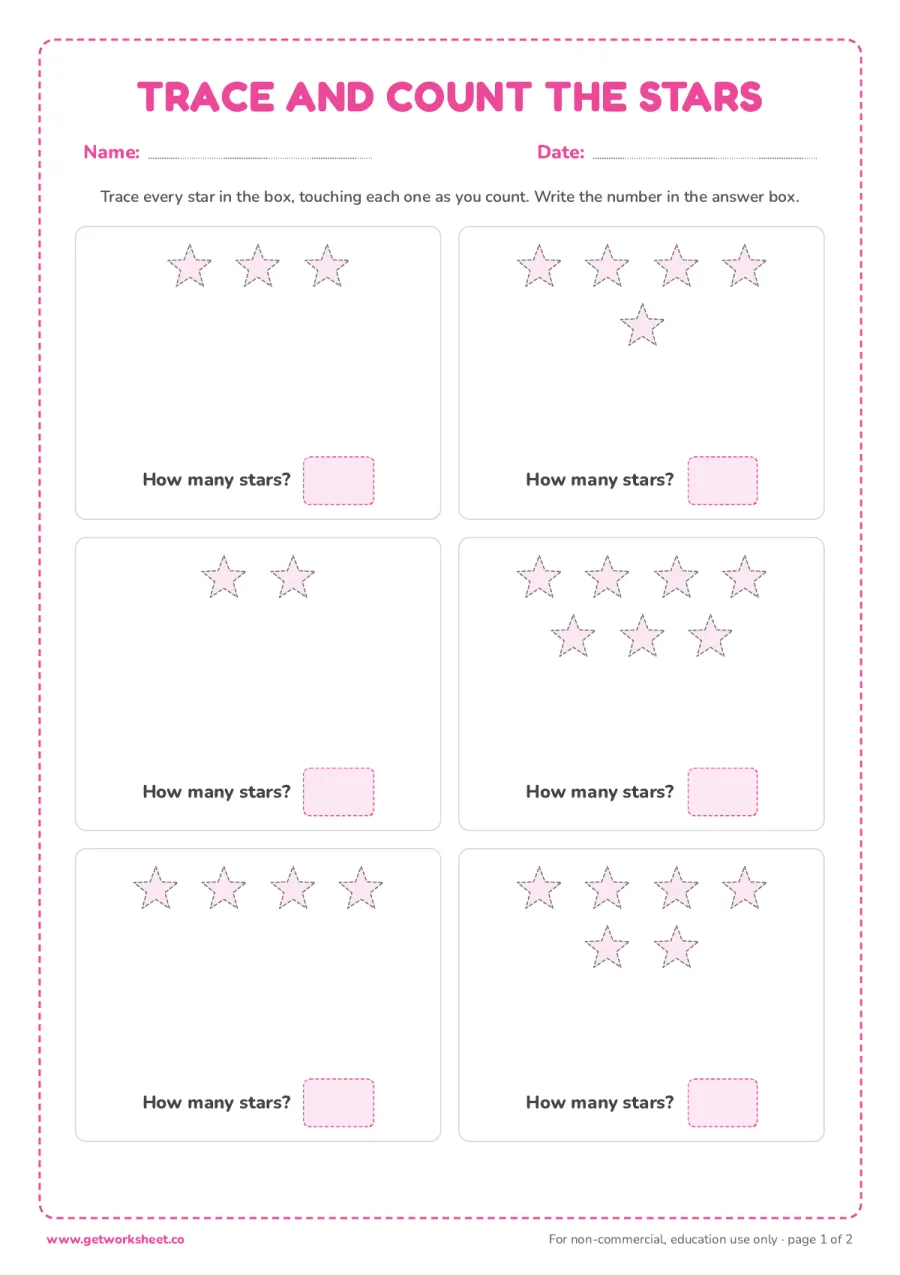 TRACE AND COUNT THE STARS
Name:
Date:
Trace every star in the box, touching each one as you count. Write the number in the answer box.
How many stars?
How many stars?
How many stars?
How many stars?
How many stars?
How many stars?
www.getworksheet.co
For non-commercial, education use only · page 1 of 2